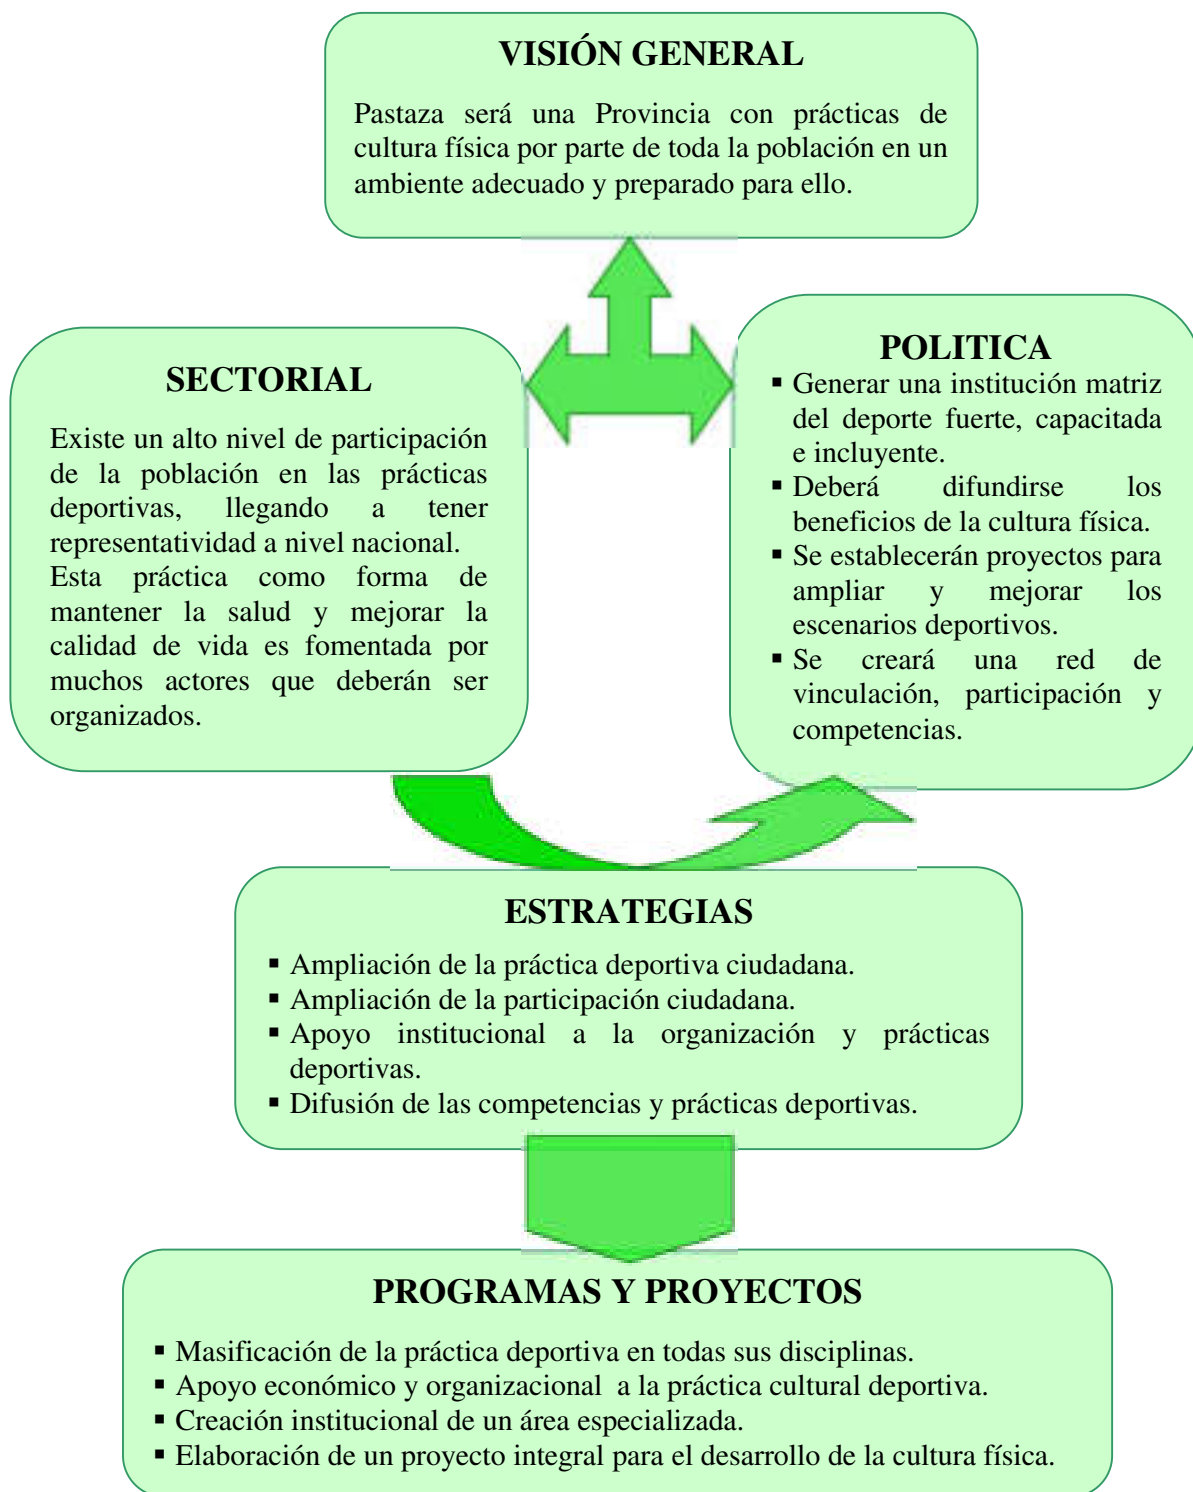 VISIÓN GENERAL
Pastaza será una Provincia con prácticas de
cultura física por parte de toda la población en un
ambiente adecuado y preparado para ello.
SECTORIAL
Existe un alto nivel de participación
de la población en las prácticas
deportivas, llegando a tener
representatividad a nivel nacional.
Esta práctica como forma de
mantener la salud y mejorar la
calidad de vida es fomentada por
muchos actores que deberán ser
organizados.
POLITICA
▪ Generar una institución matriz
del deporte fuerte, capacitada
e incluyente.
▪ Deberá difundirse los
beneficios de la cultura física.
▪ Se establecerán proyectos para
ampliar y mejorar los
escenarios deportivos.
▪ Se creará una red de
vinculación, participación y
competencias.
ESTRATEGIAS
▪ Ampliación de la práctica deportiva ciudadana.
▪ Ampliación de la participación ciudadana.
▪ Apoyo institucional a la organización y prácticas
deportivas.
▪ Difusión de las competencias y prácticas deportivas.
PROGRAMAS Y PROYECTOS
▪ Masificación de la práctica deportiva en todas sus disciplinas.
▪ Apoyo económico y organizacional a la práctica cultural deportiva.
▪ Creación institucional de un área especializada.
▪ Elaboración de un proyecto integral para el desarrollo de la cultura física.